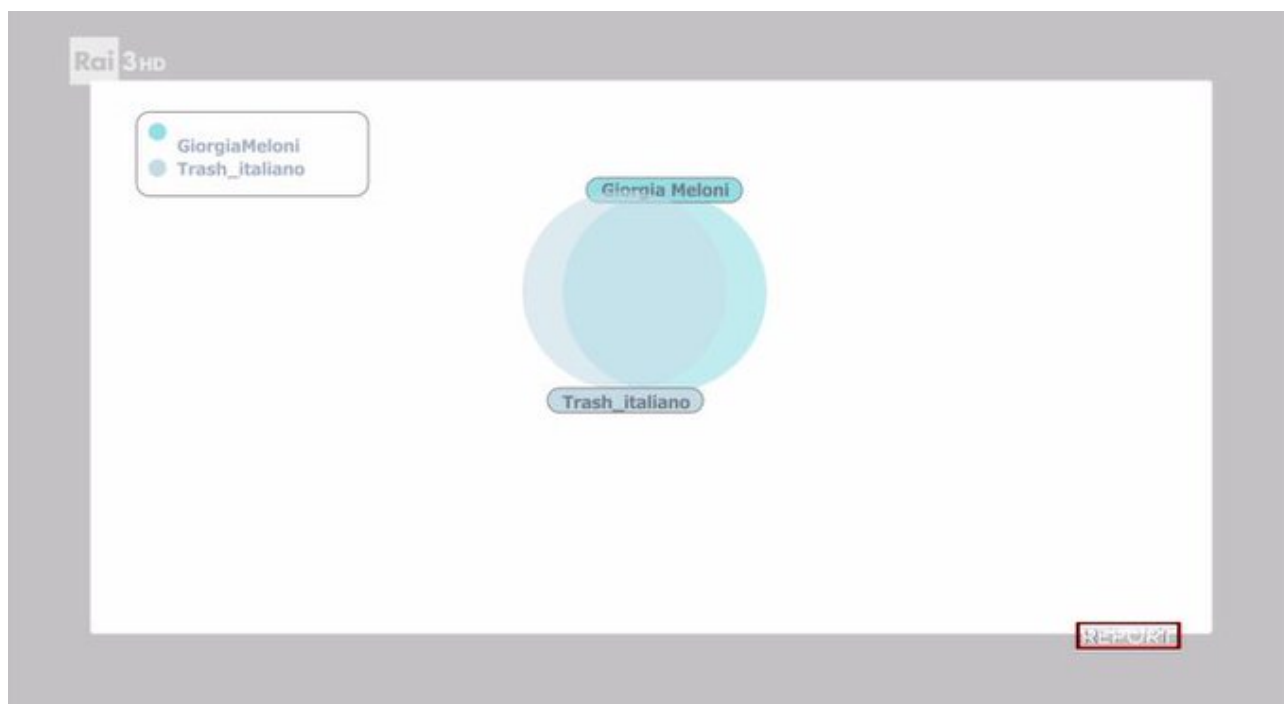 Rai 3HD
GiorgiaMeloni
Trash_italiano
Giorgia Meloni
Trash_italiano
REPORT